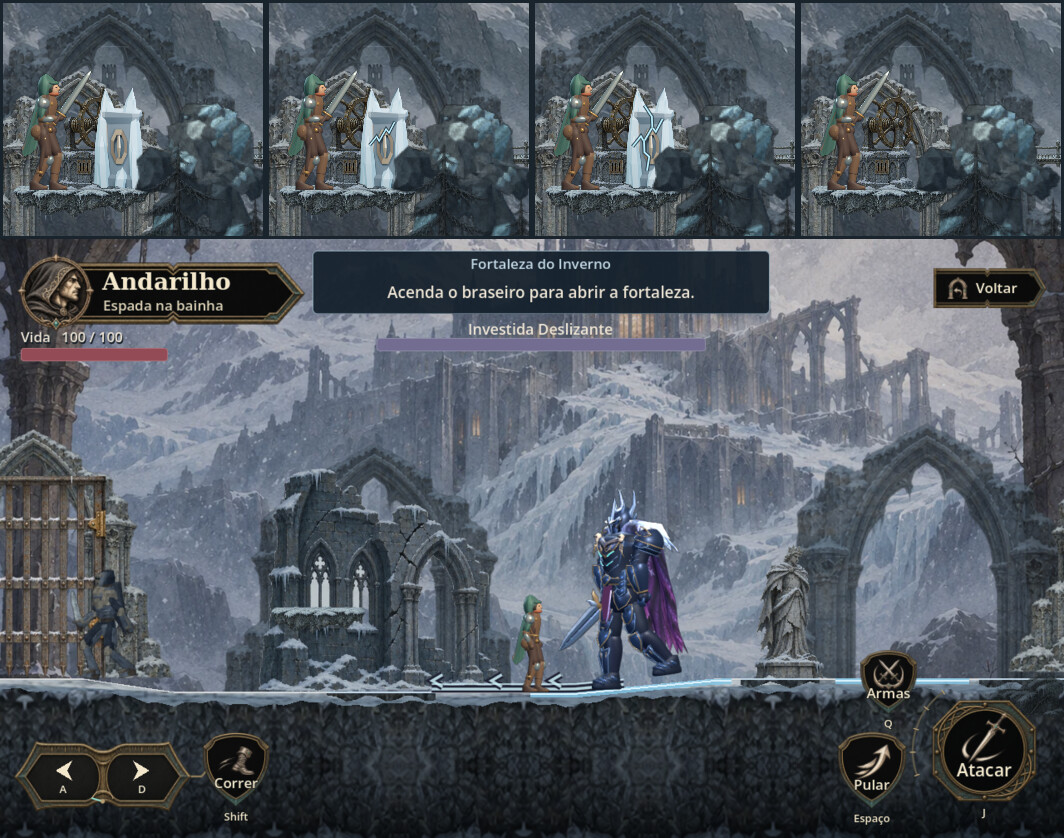 Andarilho
Espada na bainha
Vida 100 / 100
Fortaleza do Inverno
Acenda o braseiro para abrir a fortaleza.
Investida Deslizante
Voltar
A
D
Correr
Shift
Armas
Q
Pular
Espaço
Atacar
J